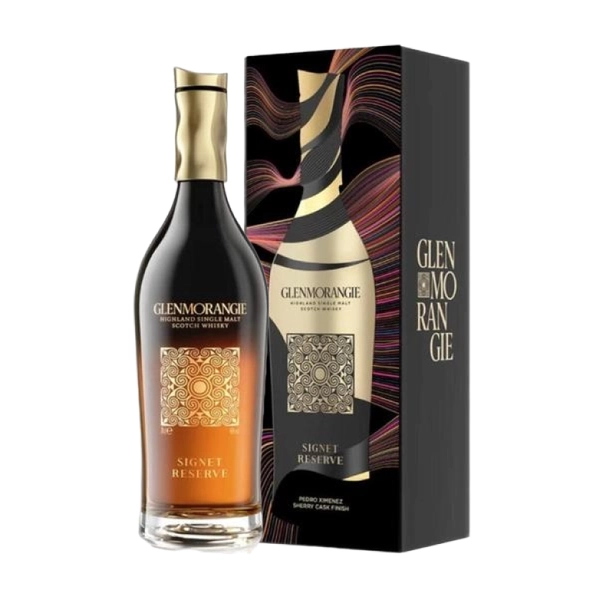 GLENMORANGIE
HIGHLAND SINGLE MALT
SCOTCH WHISKY
SIGNET
RESERVE
GLENMORANGIE
HIGHLAND SINGLE MALT
SCOTCH WHISKY
SIGNET
RESERVE
PEDRO XIMENEZ
SHERRY CASK FINISH
GLEN
MO
RAN
GIE